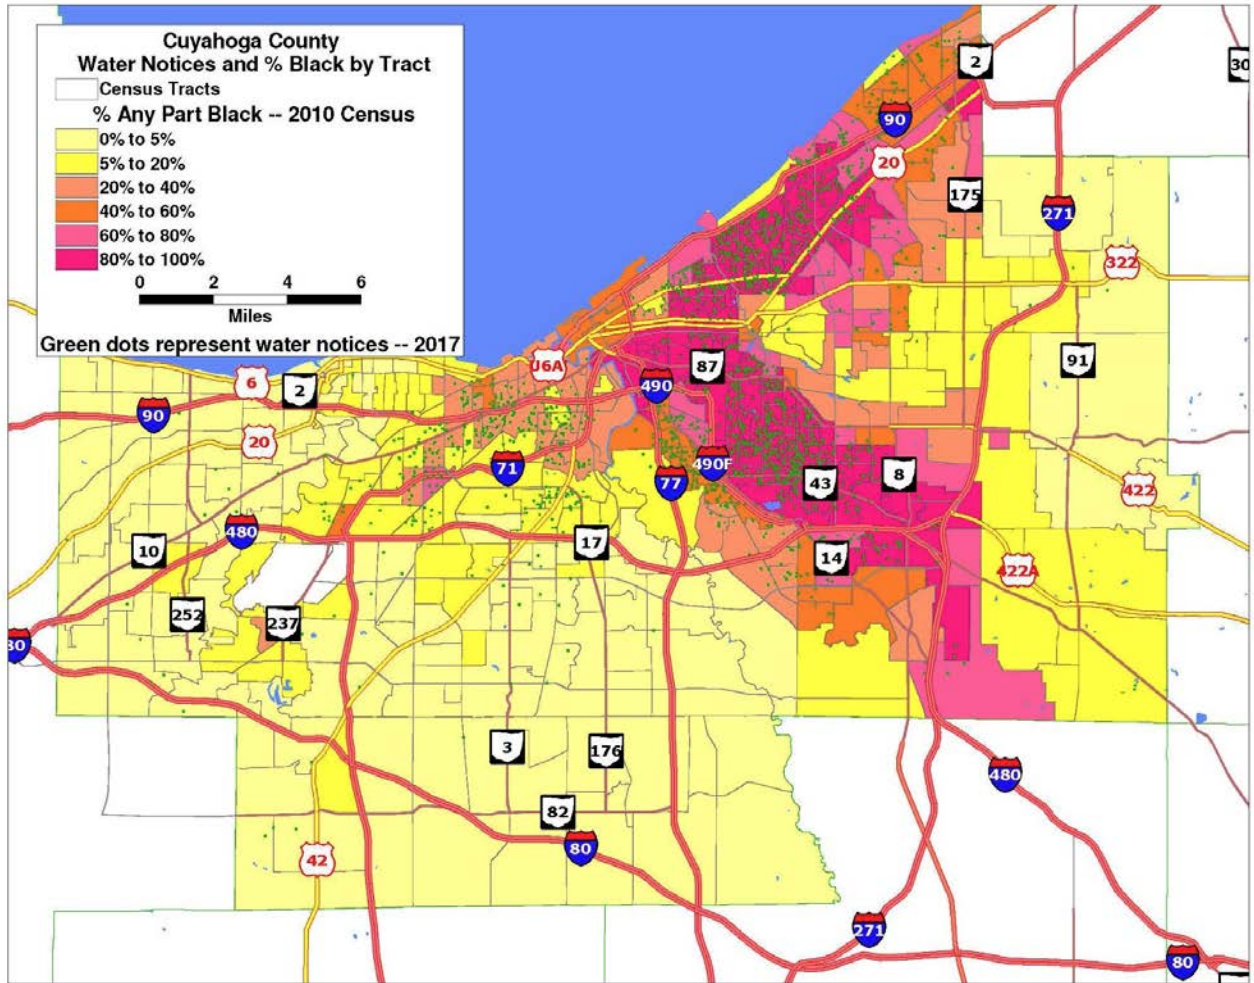 Cuyahoga County
Water Notices and % Black by Tract
Census Tracts
% Any Part Black -- 2010 Census
0% to 5%
5% to 20%
20% to 40%
40% to 60%
60% to 80%
80% to 100%
0 2 4 6
Miles
Green dots represent water notices -- 2017
2
30
90
20
175
271
322
6
2
U6A
87
91
90
490
20
71
490F
77
43
8
422
480
10
17
14
422A
252
237
80
3
176
480
82
42
80
271
80